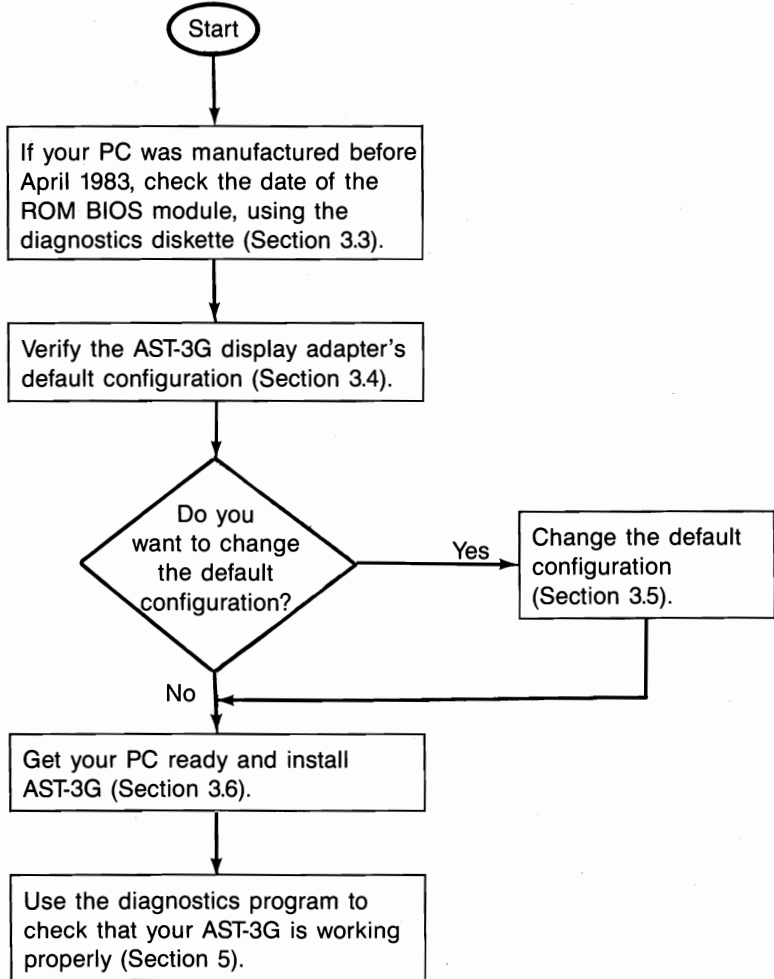 Start
If your PC was manufactured before
April 1983, check the date of the
ROM BIOS module, using the
diagnostics diskette (Section 3.3).
Verify the AST-3G display adapter's
default configuration (Section 3.4).
Do you
want to change
the default
configuration?
Yes
Change the default
configuration
(Section 3.5).
No
Get your PC ready and install
AST-3G (Section 3.6).
Use the diagnostics program to
check that your AST-3G is working
properly (Section 5).